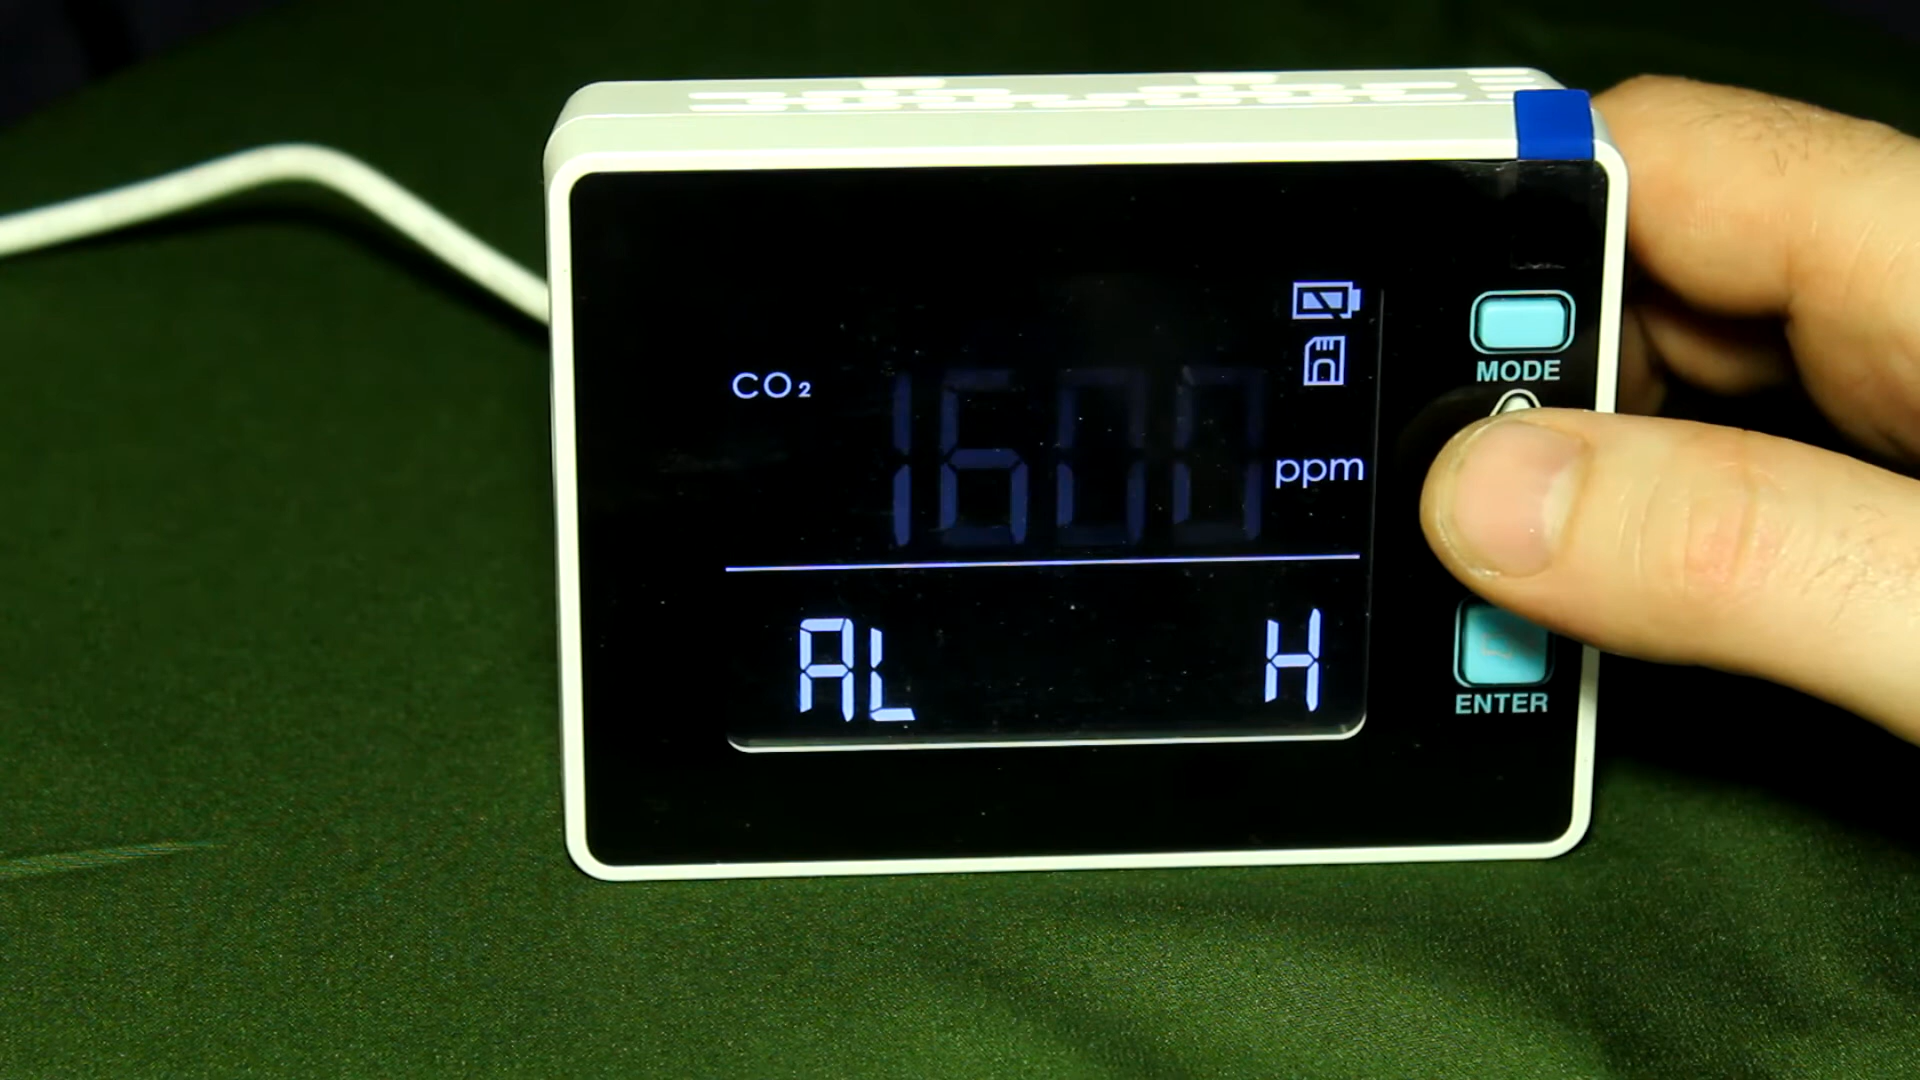 CO₂
1600
ppm
AL H
MODE
ENTER